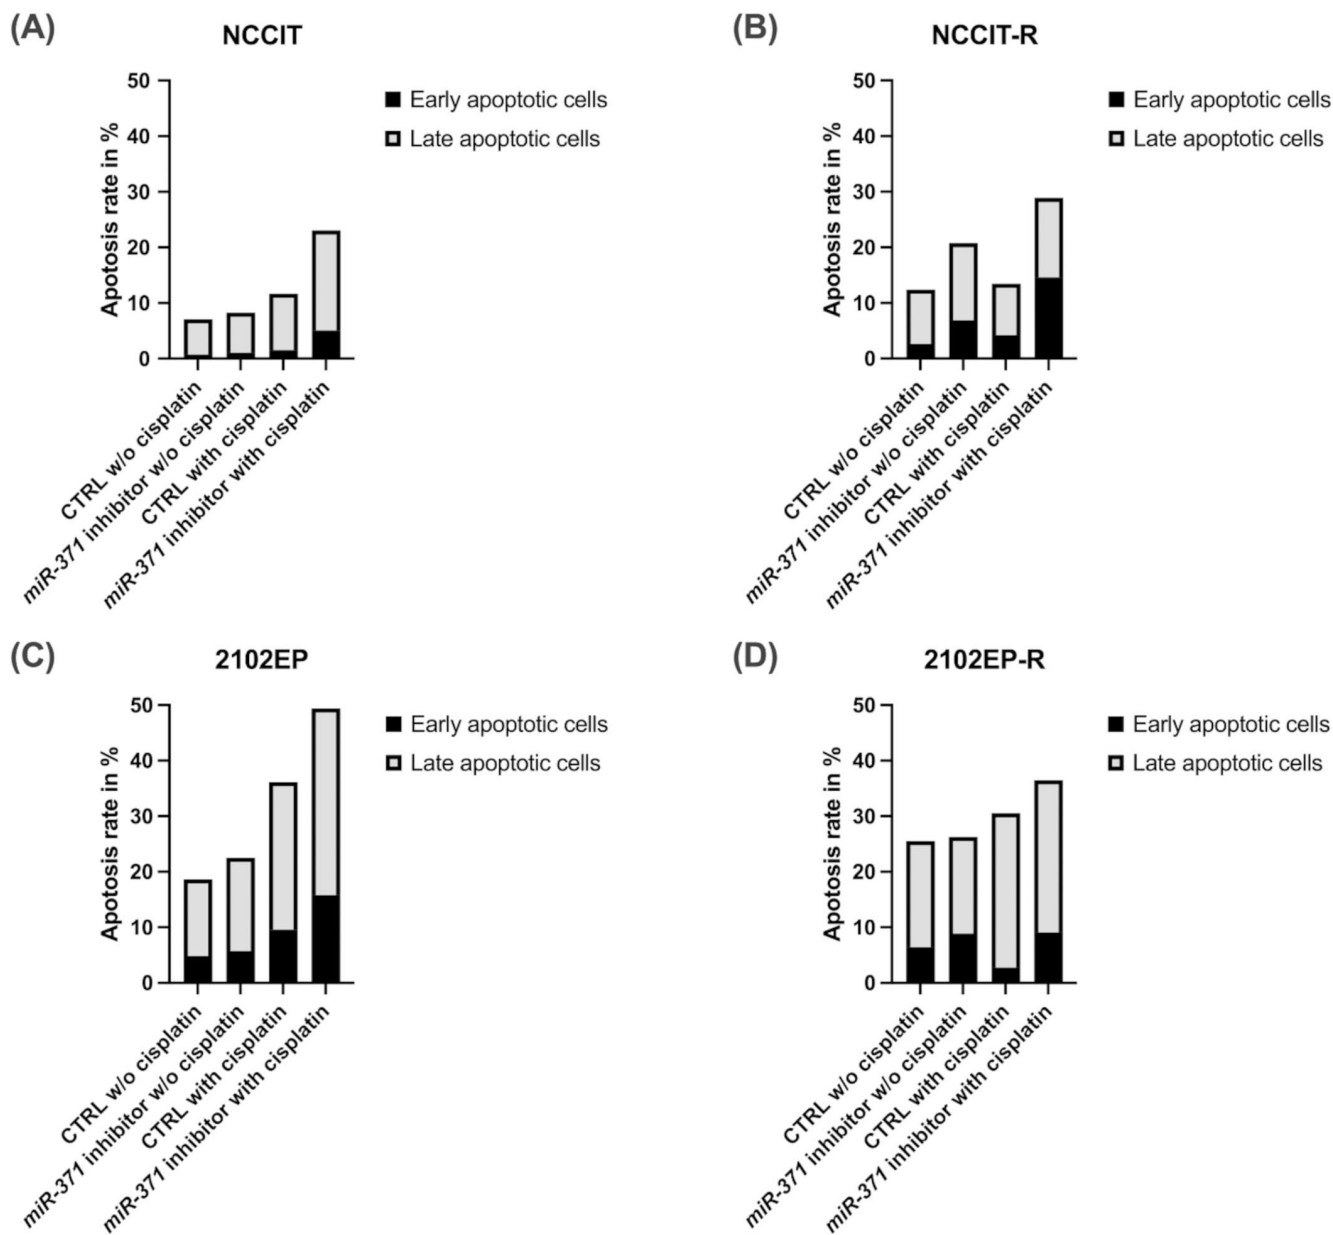 (A)
NCCIT
50
40
30
20
10
0
Apotosis rate in %
Early apoptotic cells
Late apoptotic cells
CTRL w/o cisplatin
miR-371 inhibitor w/o cisplatin
CTRL with cisplatin
miR-371 inhibitor with cisplatin
(B)
NCCIT-R
50
40
30
20
10
0
Apotosis rate in %
Early apoptotic cells
Late apoptotic cells
CTRL w/o cisplatin
miR-371 inhibitor w/o cisplatin
CTRL with cisplatin
miR-371 inhibitor with cisplatin
(C)
2102EP
50
40
30
20
10
0
Apotosis rate in %
Early apoptotic cells
Late apoptotic cells
CTRL w/o cisplatin
miR-371 inhibitor w/o cisplatin
CTRL with cisplatin
miR-371 inhibitor with cisplatin
(D)
2102EP-R
50
40
30
20
10
0
Apotosis rate in %
Early apoptotic cells
Late apoptotic cells
CTRL w/o cisplatin
miR-371 inhibitor w/o cisplatin
CTRL with cisplatin
miR-371 inhibitor with cisplatin